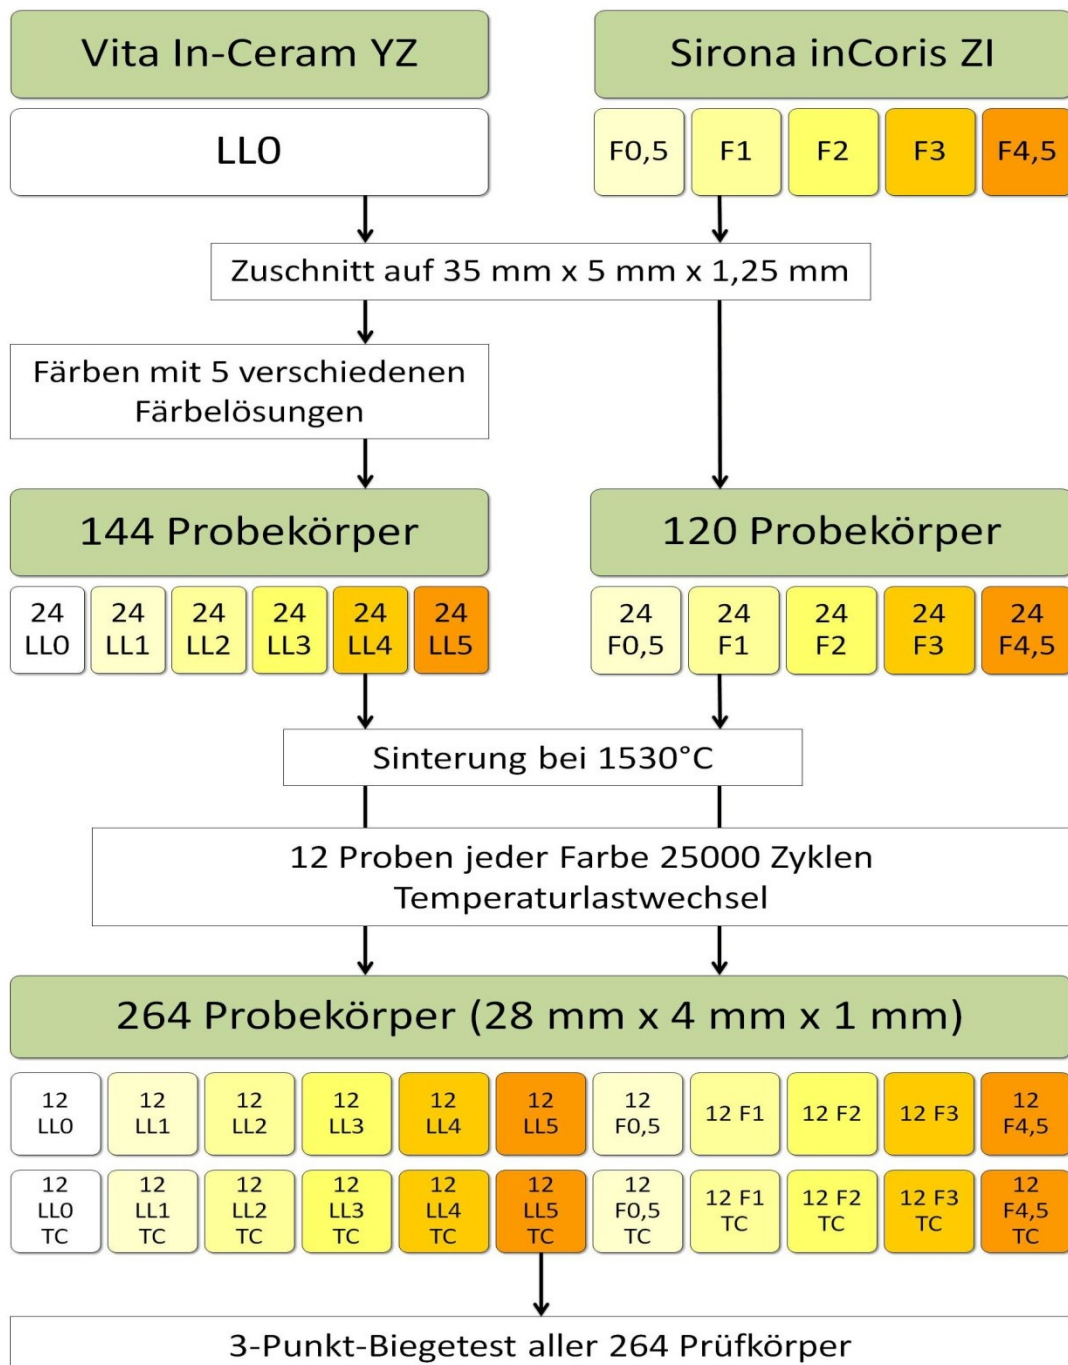 Vita In-Ceram YZ
Sirona inCoris ZI
LL0
F0,5
F1
F2
F3
F4,5
Zuschnitt auf 35 mm x 5 mm x 1,25 mm
Färben mit 5 verschiedenen
Färbelösungen
144 Probekörper
120 Probekörper
24
LL0
24
LL1
24
LL2
24
LL3
24
LL4
24
LL5
24
F0,5
24
F1
24
F2
24
F3
24
F4,5
Sinterung bei 1530°C
12 Proben jeder Farbe 25000 Zyklen
Temperaturlastwechsel
264 Probekörper (28 mm x 4 mm x 1 mm)
12
LL0
12
LL1
12
LL2
12
LL3
12
LL4
12
LL5
12
F0,5
12 F1
12 F2
12 F3
12
F4,5
12
LL0
TC
12
LL1
TC
12
LL2
TC
12
LL3
TC
12
LL4
TC
12
LL5
TC
12
F0,5
TC
12 F1
TC
12 F2
TC
12 F3
TC
12
F4,5
TC
3-Punkt-Biegetest aller 264 Prüfkörper